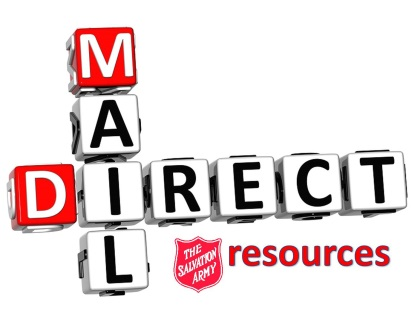 MAIL
DIRECT
THE
SALVATION
ARMY
resources